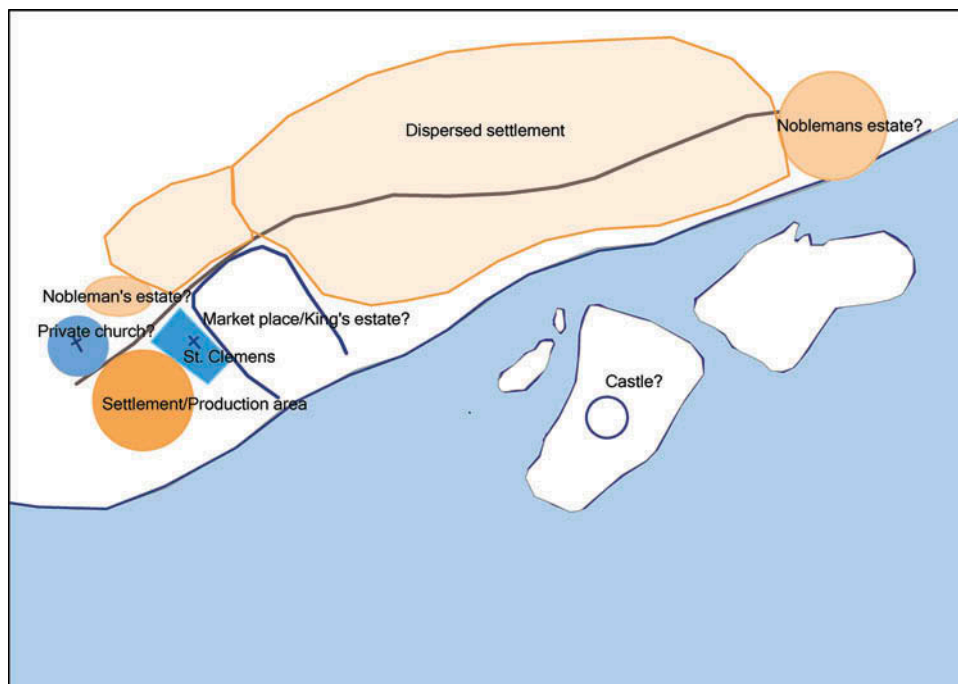 Dispersed settlement
Noblemans estate?
Nobleman's estate?
Market place/King's estate?
Private church?
St. Clemens
Castle?
Settlement/Production area